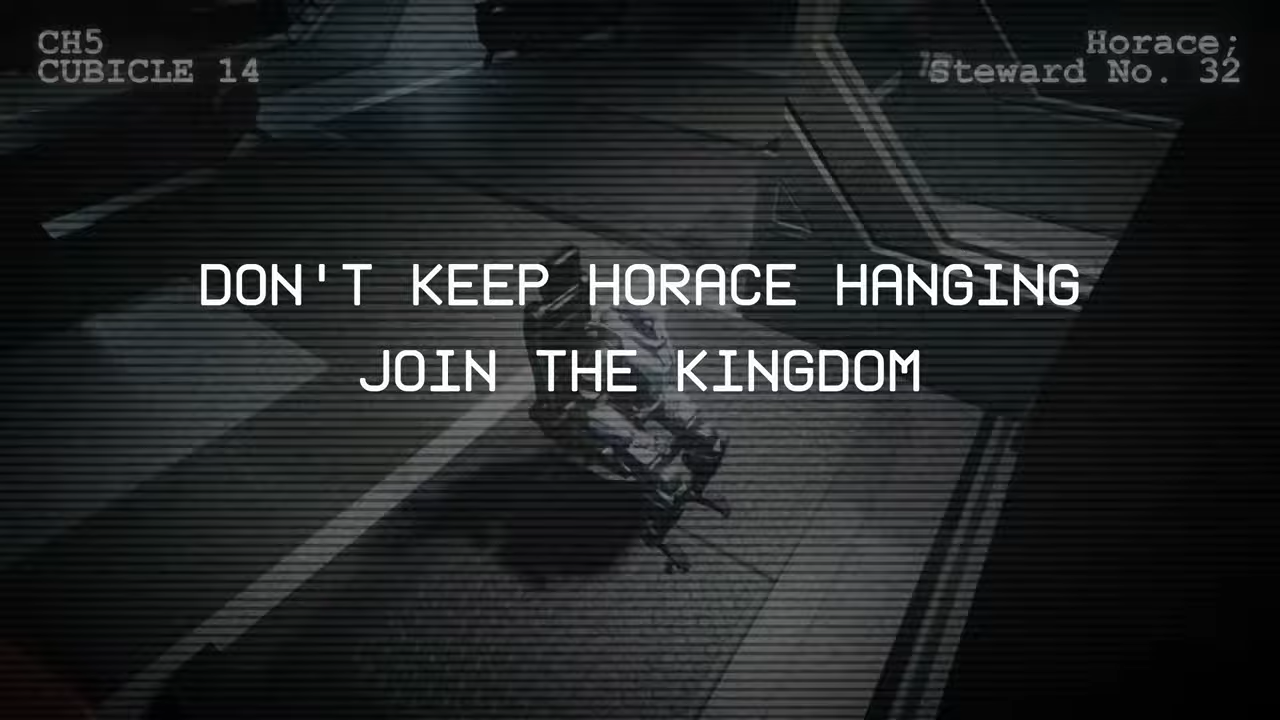 CH5
CUBICLE 14
Horace;
Steward No. 32
DON'T KEEP HORACE HANGING
JOIN THE KINGDOM